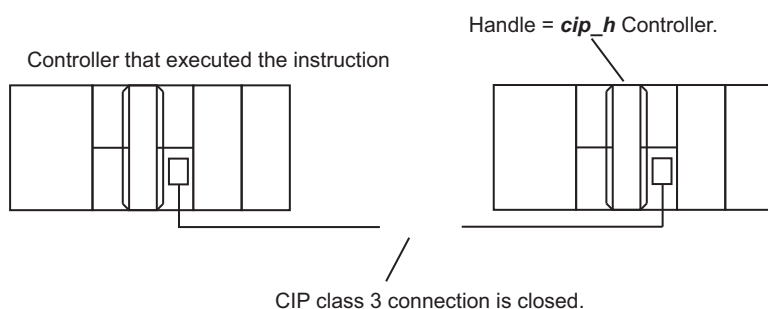 Handle = cip_h Controller.
Controller that executed the instruction
CIP class 3 connection is closed.